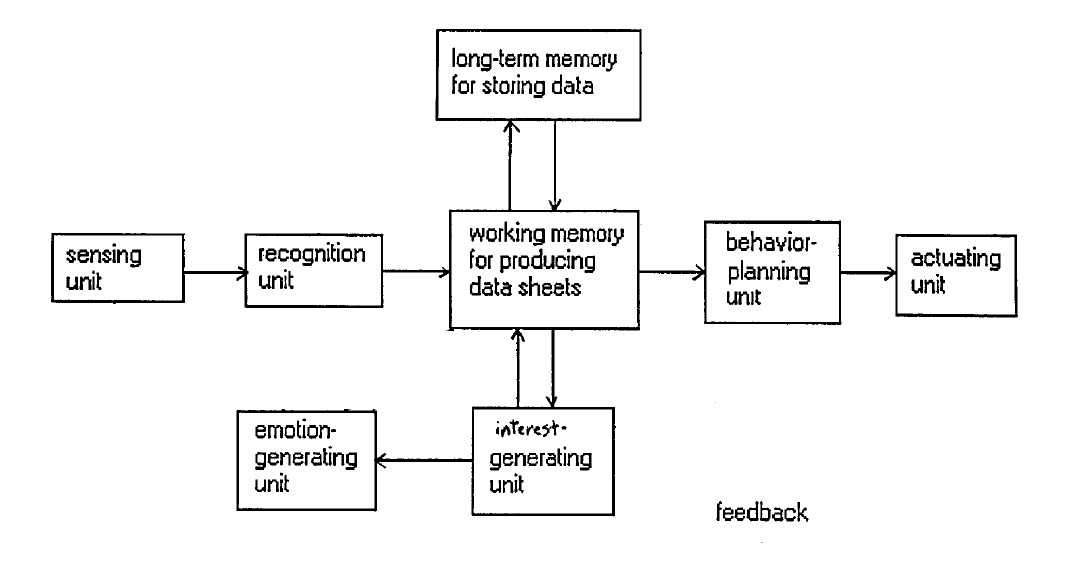 long-term memory
for storing data
sensing
unit
recognition
unit
working memory
for producing
data sheets
behavior-
planning
unit
actuating
unit
emotion-
generating
unit
interest-
generating
unit
feedback